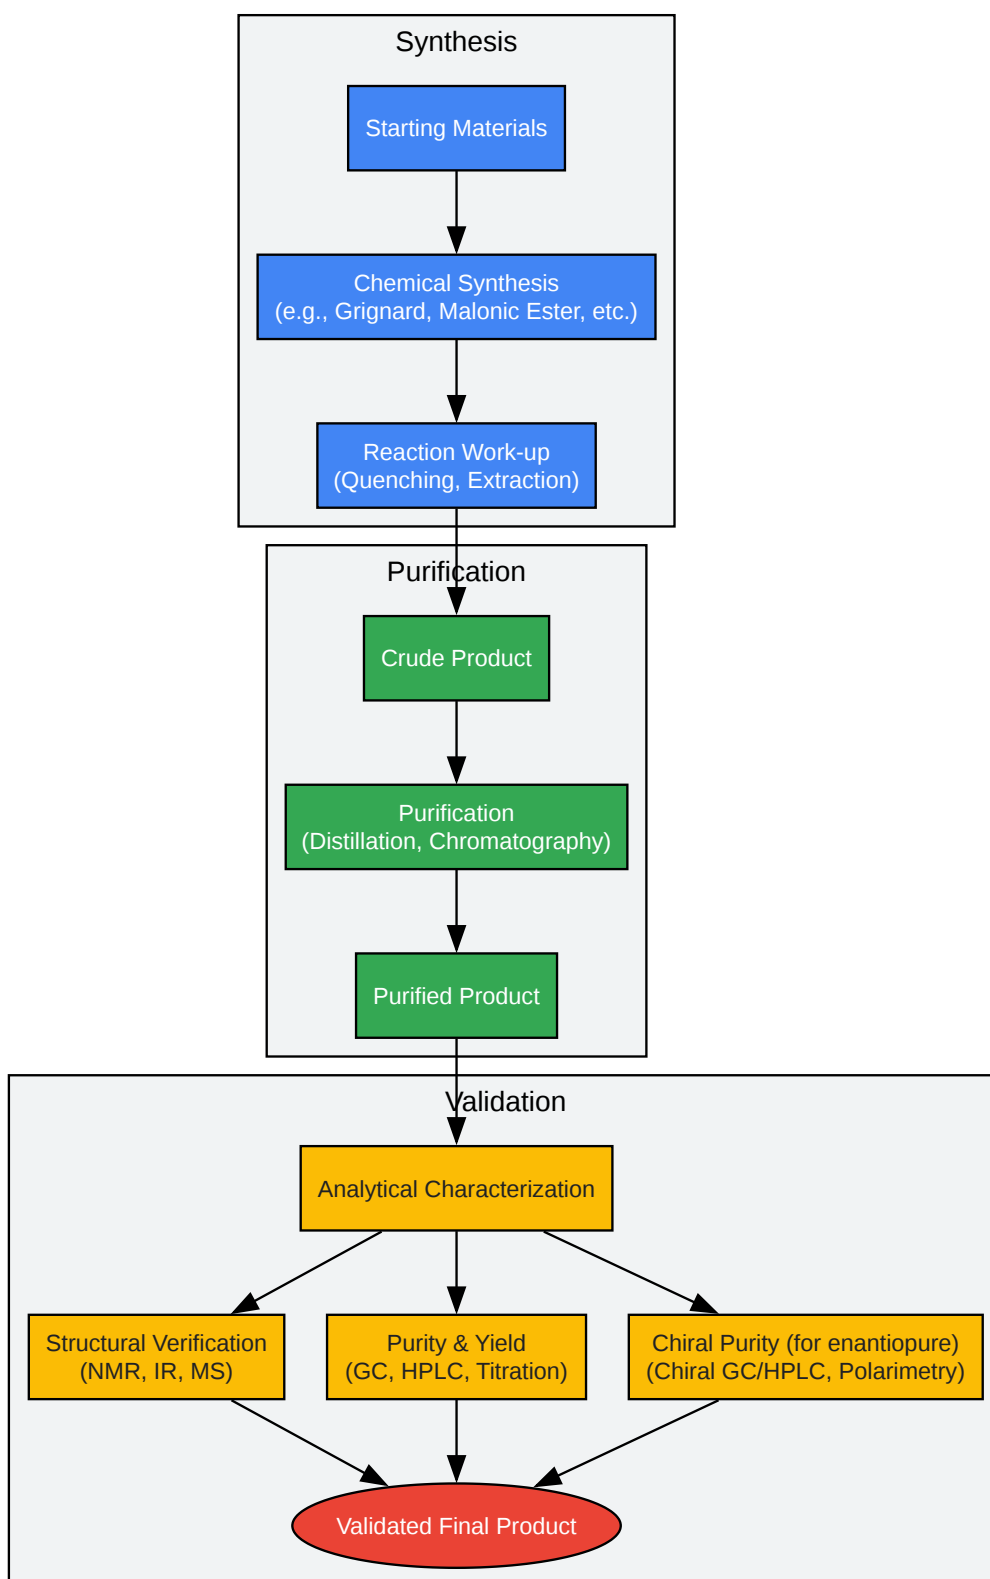 Synthesis
Starting Materials
Chemical Synthesis
(e.g., Grignard, Malonic Ester, etc.)
Reaction Work-up
(Quenching, Extraction)
Purification
Crude Product
Purification
(Distillation, Chromatography)
Purified Product
Validation
Analytical Characterization
Structural Verification
(NMR, IR, MS)
Purity & Yield
(GC, HPLC, Titration)
Chiral Purity (for enantiopure)
(Chiral GC/HPLC, Polarimetry)
Validated Final Product